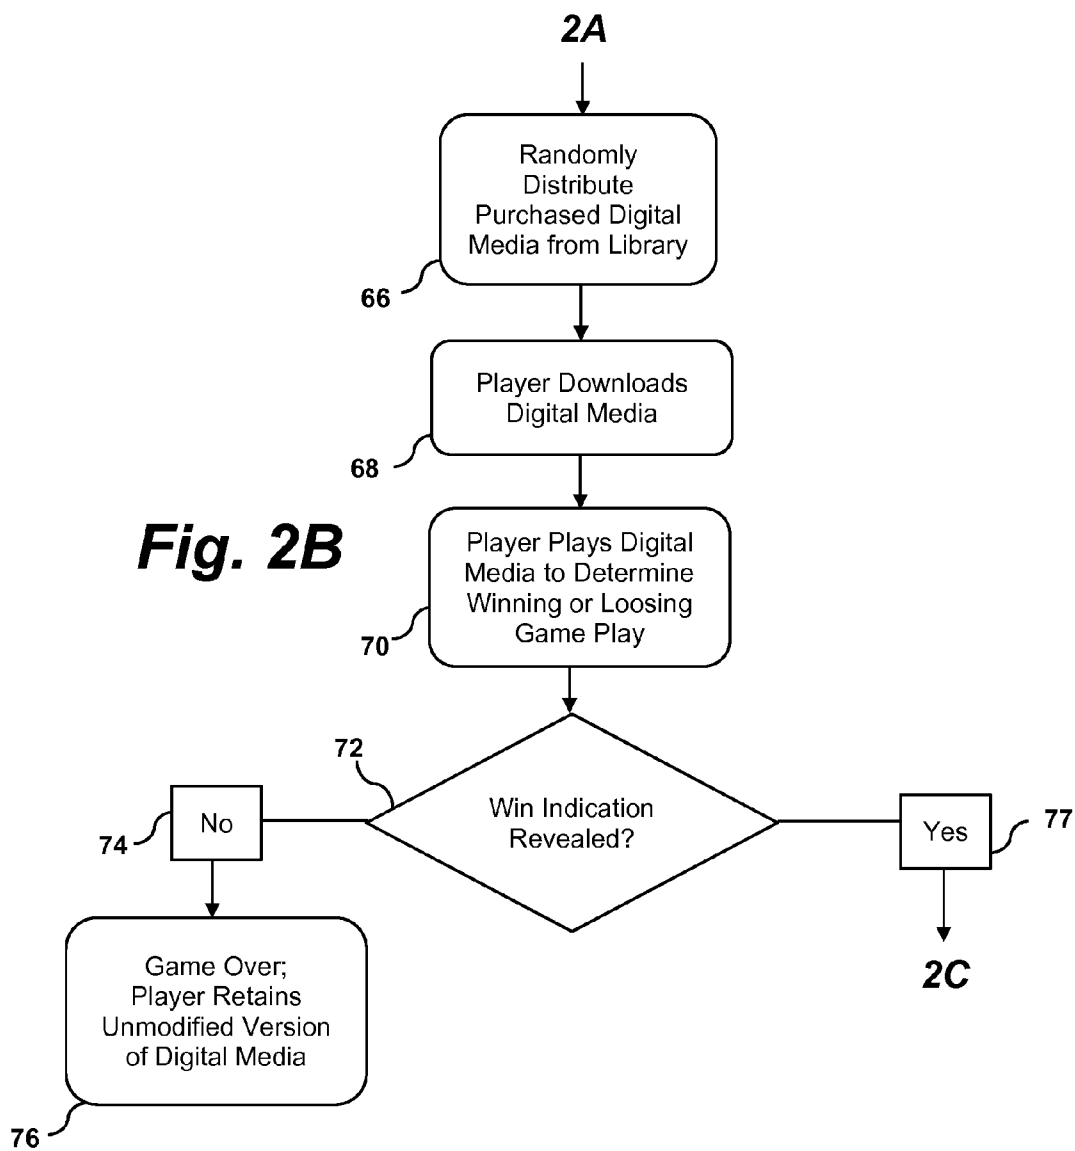 2A
Randomly
Distribute
Purchased Digital
Media from Library
66
Player Downloads
Digital Media
68
Fig. 2B
Player Plays Digital
Media to Determine
Winning or Loosing
Game Play
70
72
Win Indication
Revealed?
No
74
Yes
77
Game Over;
Player Retains
Unmodified Version
of Digital Media
76
2C